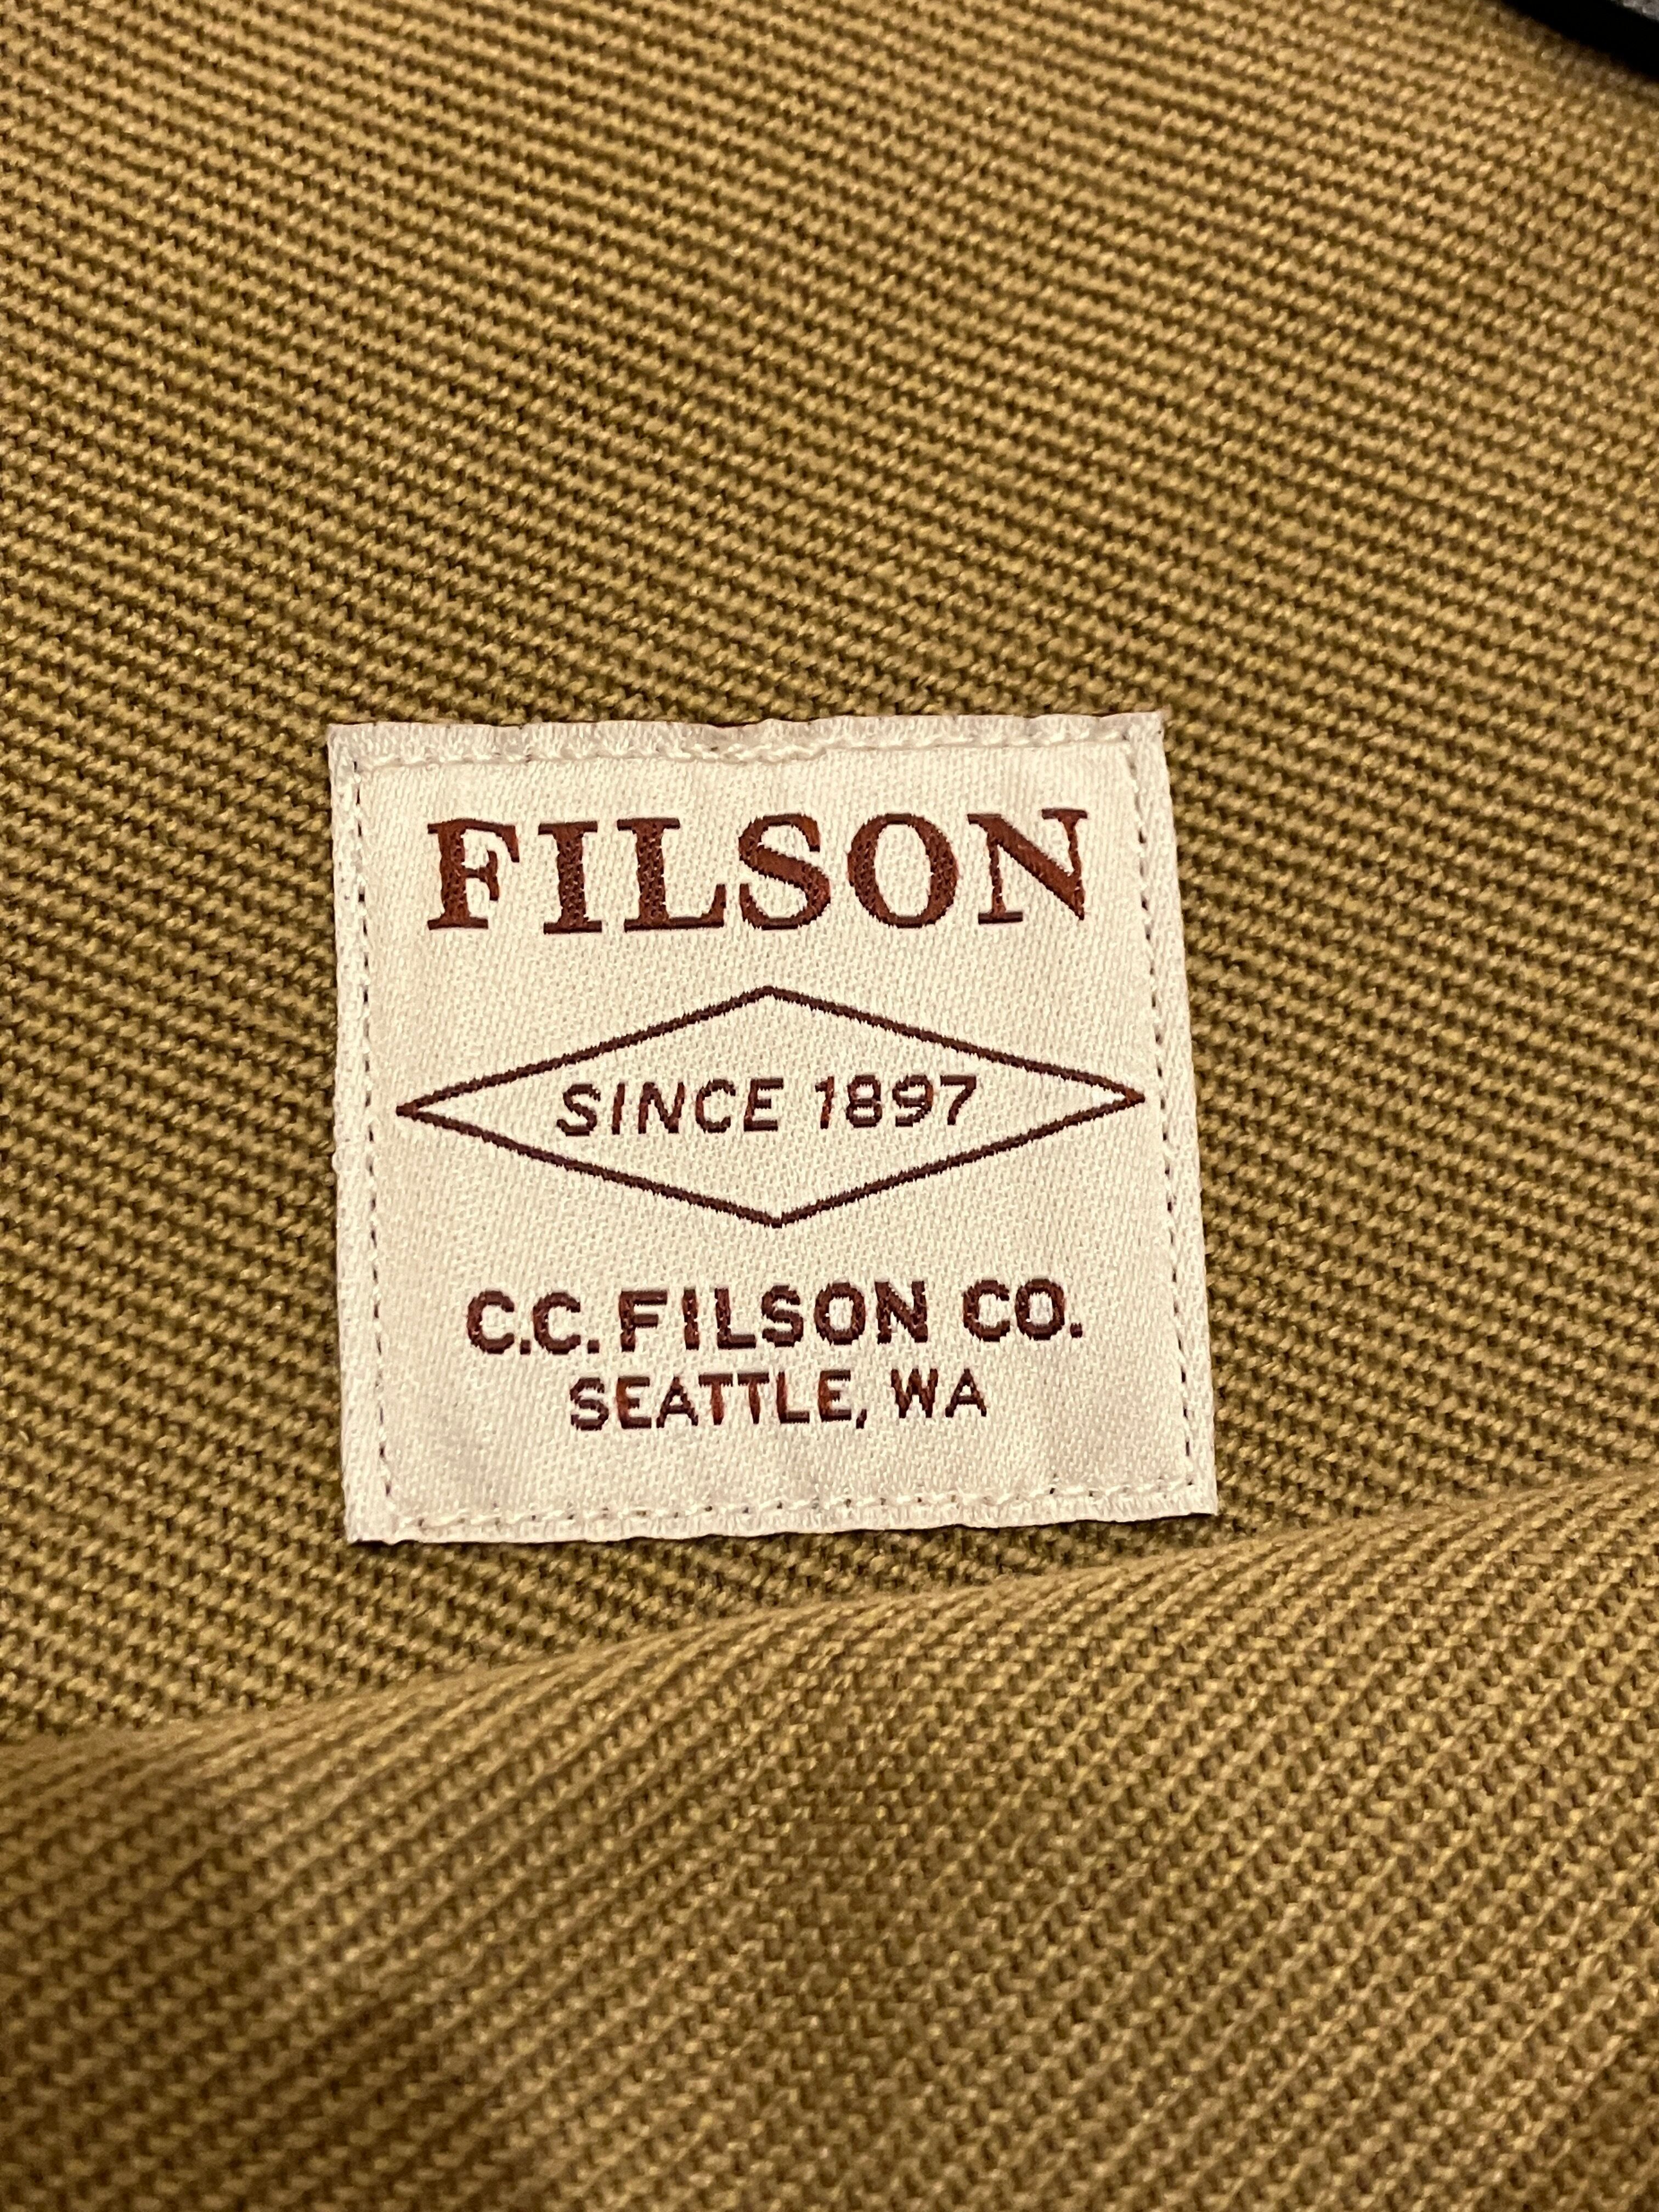 FILSON
SINCE 1897
C.C. FILSON CO.
SEATTLE, WA